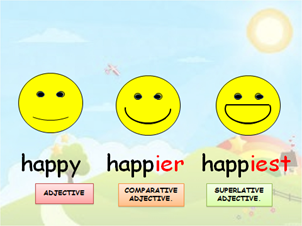 happy happier happiest
ADJECTIVE
COMPARATIVE
ADJECTIVE.
SUPERLATIVE
ADJECTIVE.